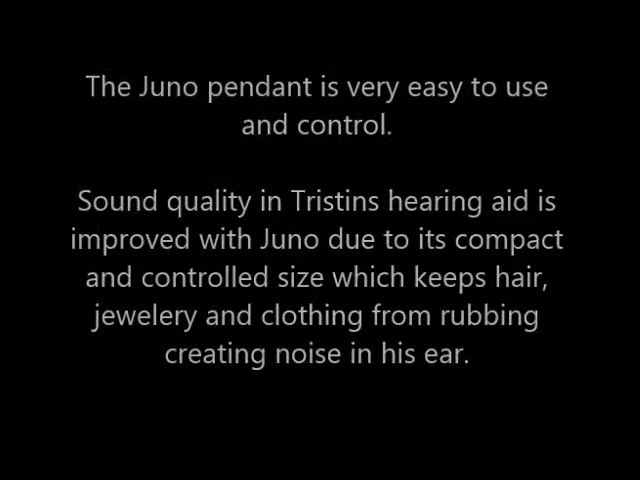 The Juno pendant is very easy to use
and control.
Sound quality in Tristins hearing aid is
improved with Juno due to its compact
and controlled size which keeps hair,
jewelery and clothing from rubbing
creating noise in his ear.